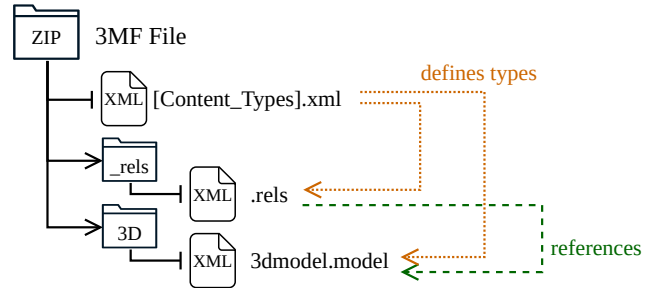 ZIP 3MF File
defines types
XML [Content_Types].xml
_rels
XML .rels
3D
references
XML 3dmodel.model